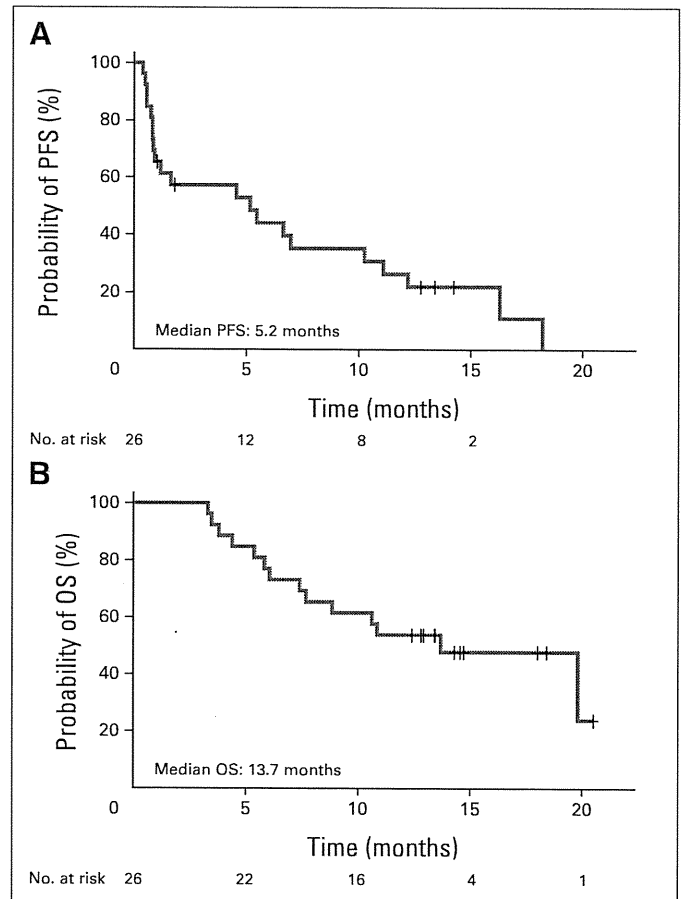 A
Probability of PFS (%)
100
80
60
40
20
Median PFS: 5.2 months
0 5 10 15 20
Time (months)
No. at risk 26 12 8 2
B
Probability of OS (%)
100
80
60
40
20
Median OS: 13.7 months
0 5 10 15 20
Time (months)
No. at risk 26 22 16 4 1